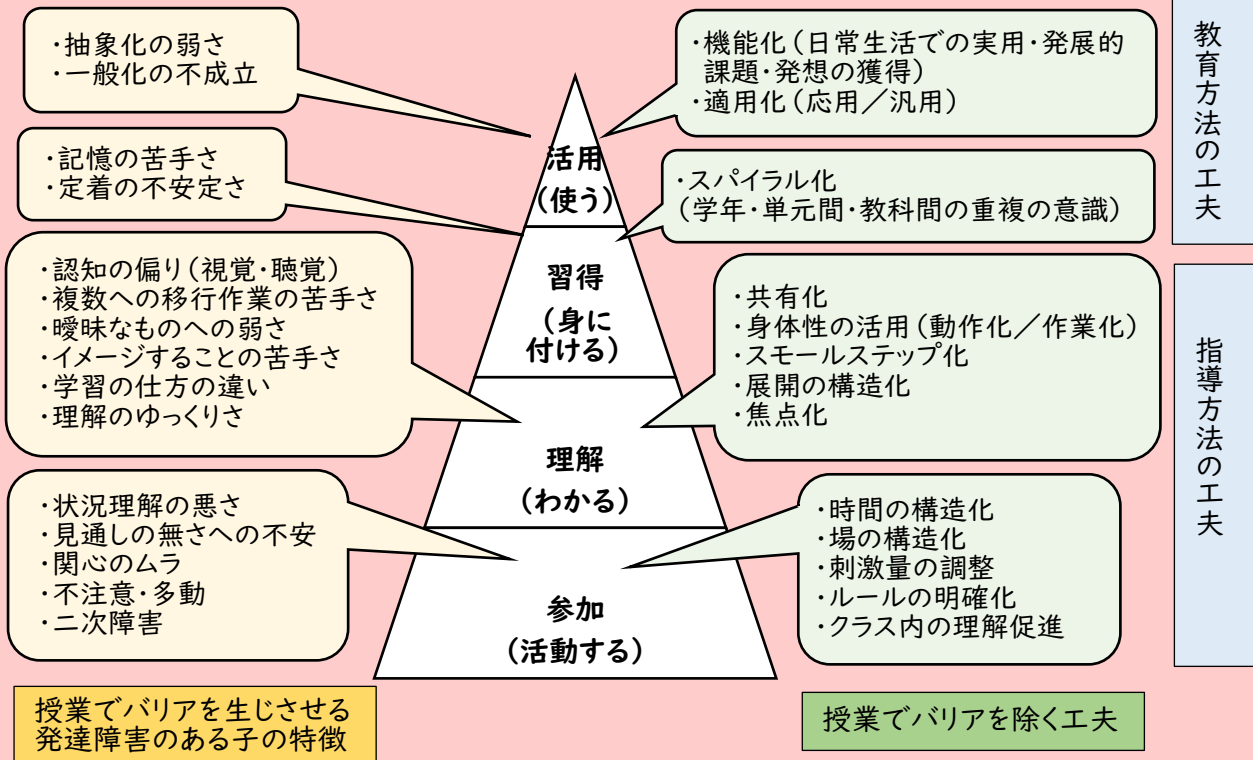 ・抽象化の弱さ
・一般化の不成立
・記憶の苦手さ
・定着の不安定さ
・認知の偏り(視覚・聴覚)
・複数への移行作業の苦手さ
・曖昧なものへの弱さ
・イメージすることの苦手さ
・学習の仕方の違い
・理解のゆっくりさ
・状況理解の悪さ
・見通しの無さへの不安
・関心のムラ
・不注意・多動
・二次障害
授業でバリアを生じさせる
発達障害のある子の特徴
活用
(使う)
習得
(身に
付ける)
理解
(わかる)
参加
(活動する)
・機能化(日常生活での実用・発展的
課題・発想の獲得)
・適用化(応用/汎用)
・スパイラル化
(学年・単元間・教科間の重複の意識)
・共有化
・身体性の活用(動作化/作業化)
・スモールステップ化
・展開の構造化
・焦点化
・時間の構造化
・場の構造化
・刺激量の調整
・ルールの明確化
・クラス内の理解促進
授業でバリアを除く工夫
教育方法の工夫
指導方法の工夫